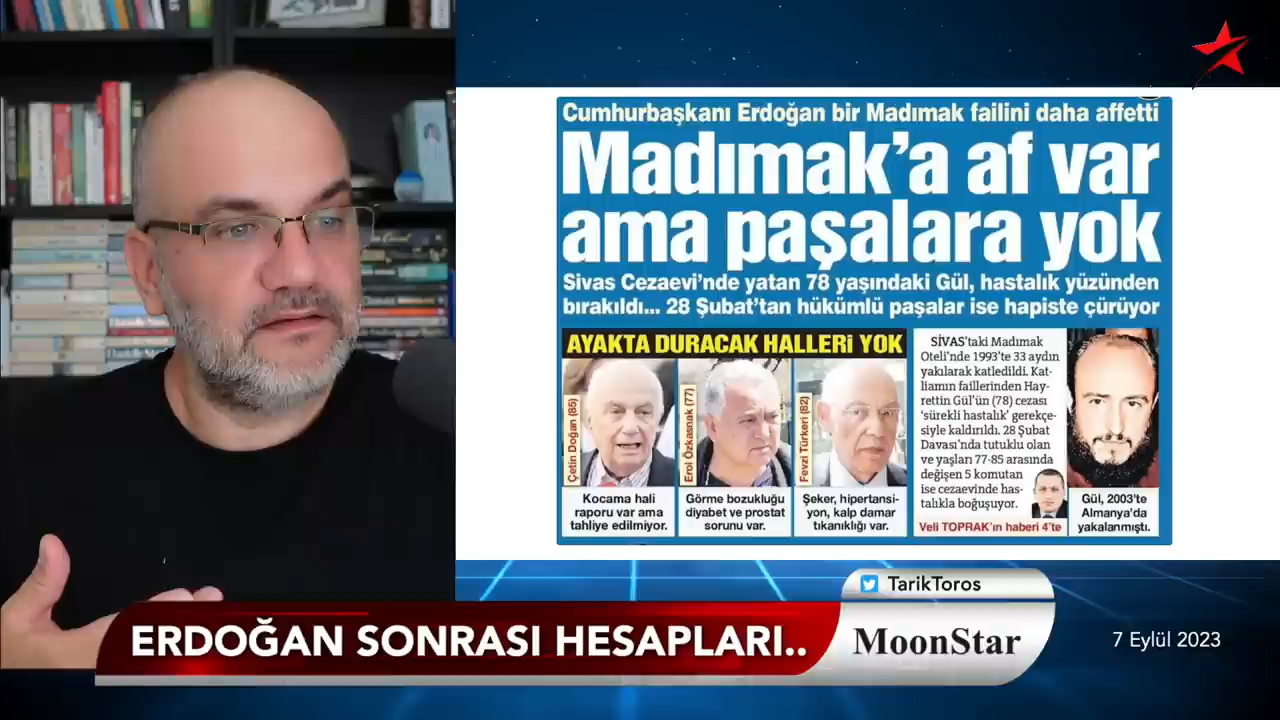 Cumhurbaşkanı Erdoğan bir Madımak failini daha affetti
Madımak'a af var
ama paşalara yok
Sivas Cezaevi'nde yatan 78 yaşındaki Gül, hastalık yüzünden
bırakıldı... 28 Şubat'tan hükümlü paşalar ise hapiste çürüyor
AYAKTA DURACAK HALLERİ YOK
Çetin Doğan (85)
Kocama hali
raporu var ama
tahliye edilmiyor.
Erol Özkasnak (77)
Görme bozukluğu
diyabet ve prostat
sorunu var.
Fevzi Türkeri (82)
Şeker, hipertansi-
yon, kalp damar
tıkanıklığı var.
SİVAS'taki Madımak
Oteli'nde 1993'te 33 aydın
yakılarak katledildi. Kat-
liamın faillerinden Hay-
rettin Gül'ün (78) cezası
'sürekli hastalık' gerekçe-
siyle kaldırıldı. 28 Şubat
Davası'nda tutuklu olan
ve yaşları 77-85 arasında
değişen 5 komutan
ise cezaevinde has-
talıkla boğuşuyor.
Veli TOPRAK'ın haberi 4'te
Gül, 2003'te
Almanya'da
yakalanmıştı.
TarikToros
ERDOĞAN SONRASI HESAPLARI..
MoonStar
7 Eylül 2023